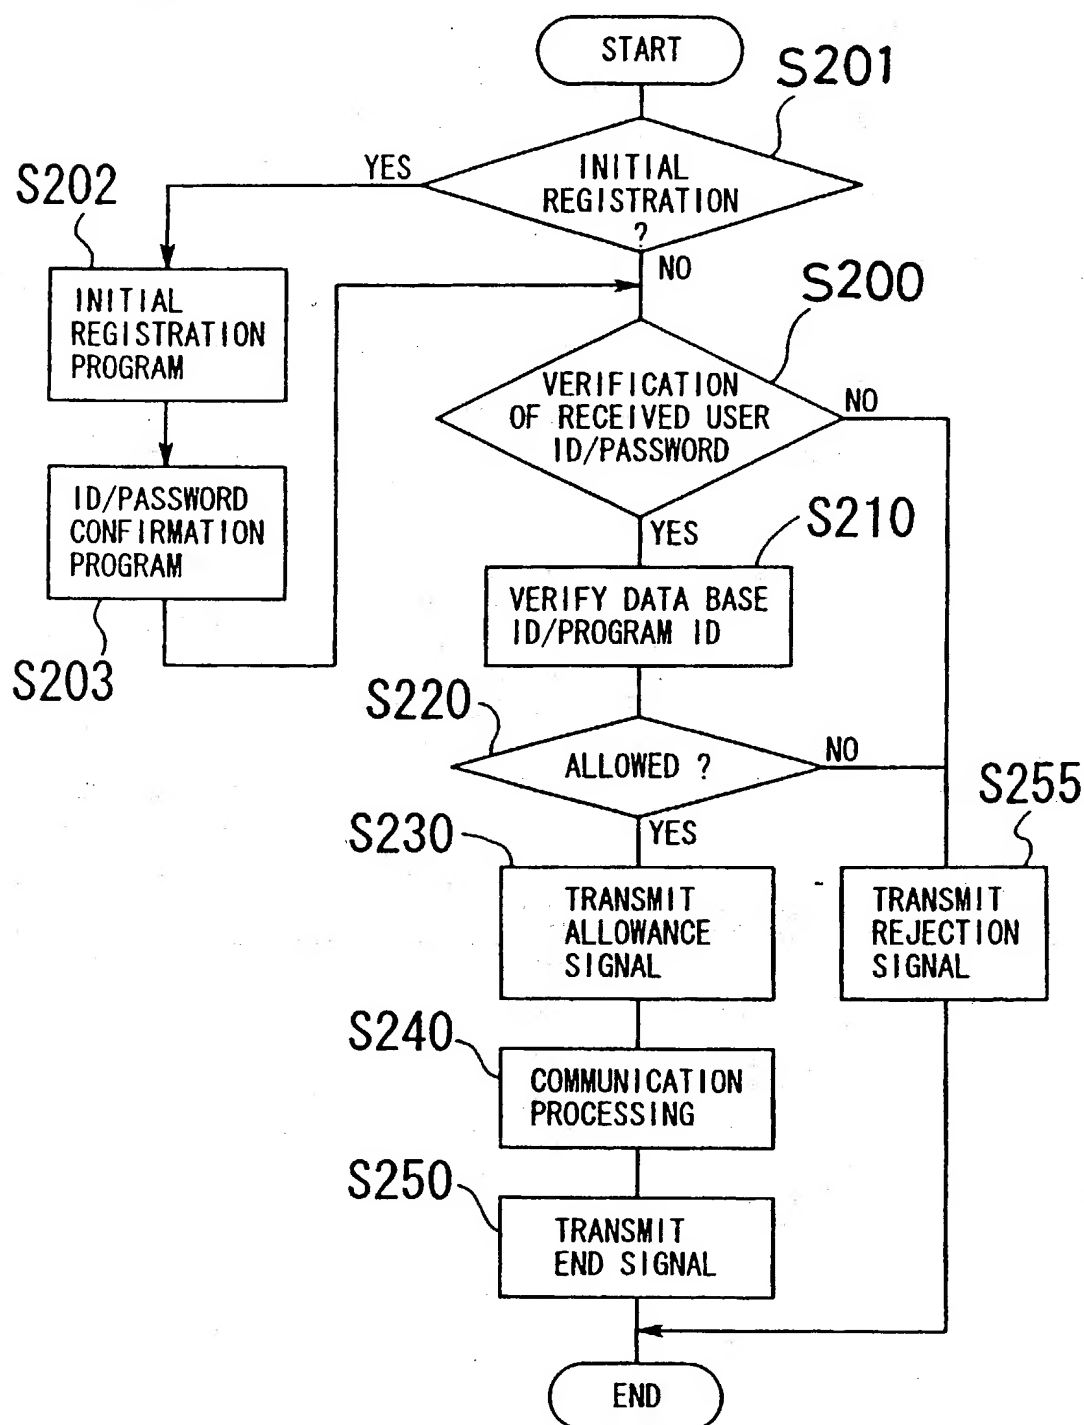 START
S201
INITIAL
REGISTRATION
?
YES
NO
S202
INITIAL
REGISTRATION
PROGRAM
ID/PASSWORD
CONFIRMATION
PROGRAM
S203
S200
VERIFICATION
OF RECEIVED USER
ID/PASSWORD
NO
YES
S210
VERIFY DATA BASE
ID/PROGRAM ID
S220
ALLOWED ?
NO
YES
S230
TRANSMIT
ALLOWANCE
SIGNAL
S255
TRANSMIT
REJECTION
SIGNAL
S240
COMMUNICATION
PROCESSING
S250
TRANSMIT
END SIGNAL
END